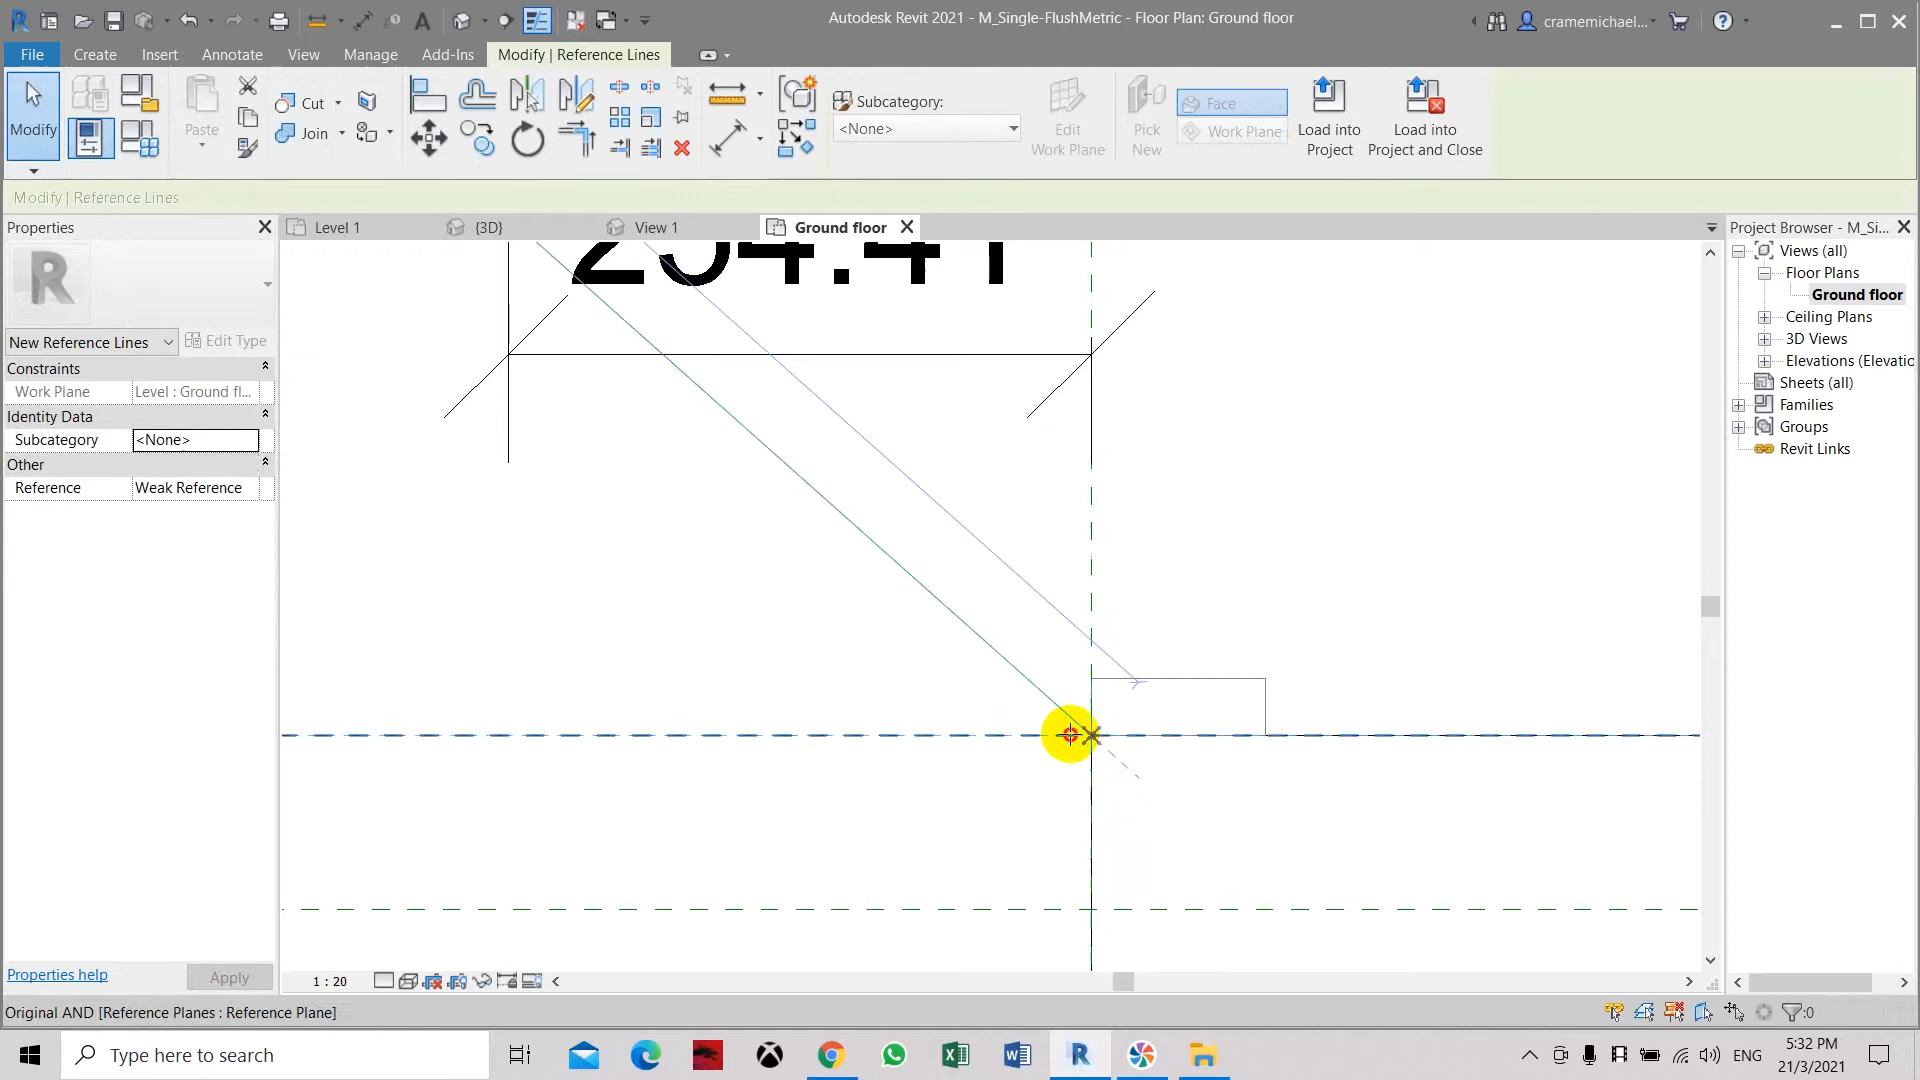 Autodesk Revit 2021 - M_Single-FlushMetric - Floor Plan: Ground floor
cramemichael...
File Create Insert Annotate View Manage Add-Ins Modify | Reference Lines
Modify
Paste
Cut
Join
Subcategory:
<None>
Edit
Work Plane
Pick
New
Face
Work Plane
Load into
Project
Load into
Project and Close
Modify | Reference Lines
Properties
Level 1 {3D} View 1 Ground floor
Project Browser - M_Si...
New Reference Lines
Edit Type
Constraints
Work Plane Level : Ground fl...
Identity Data
Subcategory <None>
Other
Reference Weak Reference
Views (all)
Floor Plans
Ground floor
Ceiling Plans
3D Views
Elevations (Elevatio
Sheets (all)
Families
Groups
Revit Links
254.41
Properties help
Apply
1 : 20
Original AND [Reference Planes : Reference Plane]
:0
Type here to search
ENG
5:32 PM
21/3/2021